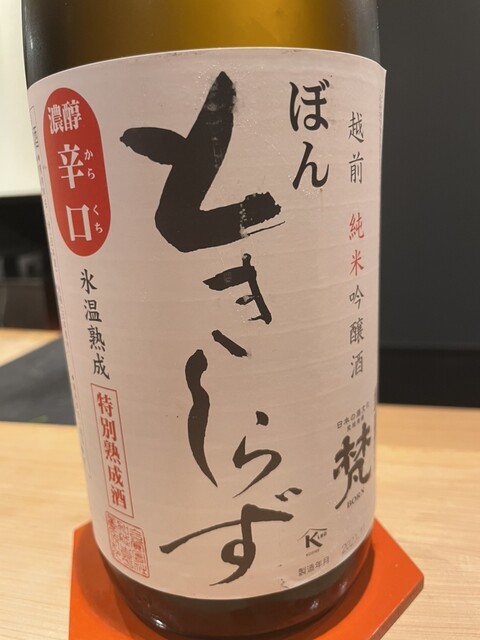 越前 純米吟醸酒
ぼん
ときしらず
濃醇
辛口
から
くち
氷温熟成
特別熟成酒
梵
BORN
製造年月